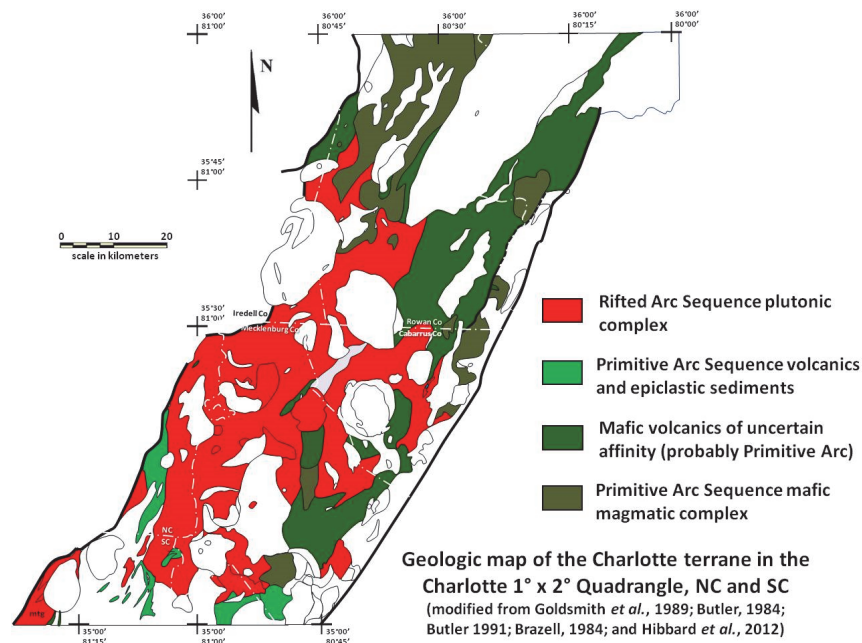 36°00'
81°00'
36°00'
80°45'
36°00'
80°30'
36°00'
80°15'
36°00'
80°00'
N
35°45'
81°00'
0 10 20
scale in kilometers
35°30'
81°00'
Iredell Co
Mecklenburg Co
Rowan Co
Cabarrus Co
NC
SC
mtg
35°00'
81°15'
35°00'
81°00'
35°00'
80°45'
Rifted Arc Sequence plutonic
complex
Primitive Arc Sequence volcanics
and epiclastic sediments
Mafic volcanics of uncertain
affinity (probably Primitive Arc)
Primitive Arc Sequence mafic
magmatic complex
Geologic map of the Charlotte terrane in the
Charlotte 1° x 2° Quadrangle, NC and SC
(modified from Goldsmith et al., 1989; Butler, 1984;
Butler 1991; Brazell, 1984; and Hibbard et al., 2012)